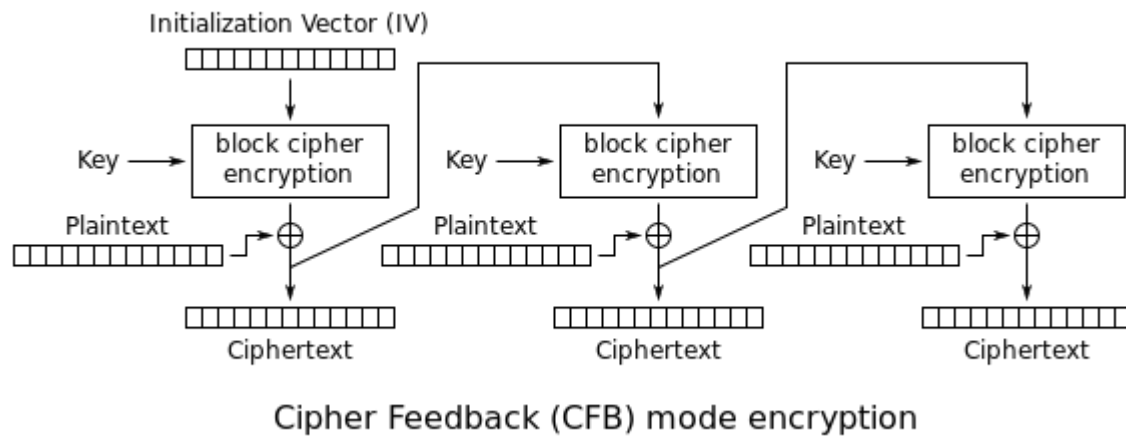 Initialization Vector (IV)
Key
block cipher
encryption
Plaintext
Ciphertext
Key
block cipher
encryption
Plaintext
Ciphertext
Key
block cipher
encryption
Plaintext
Ciphertext
Cipher Feedback (CFB) mode encryption